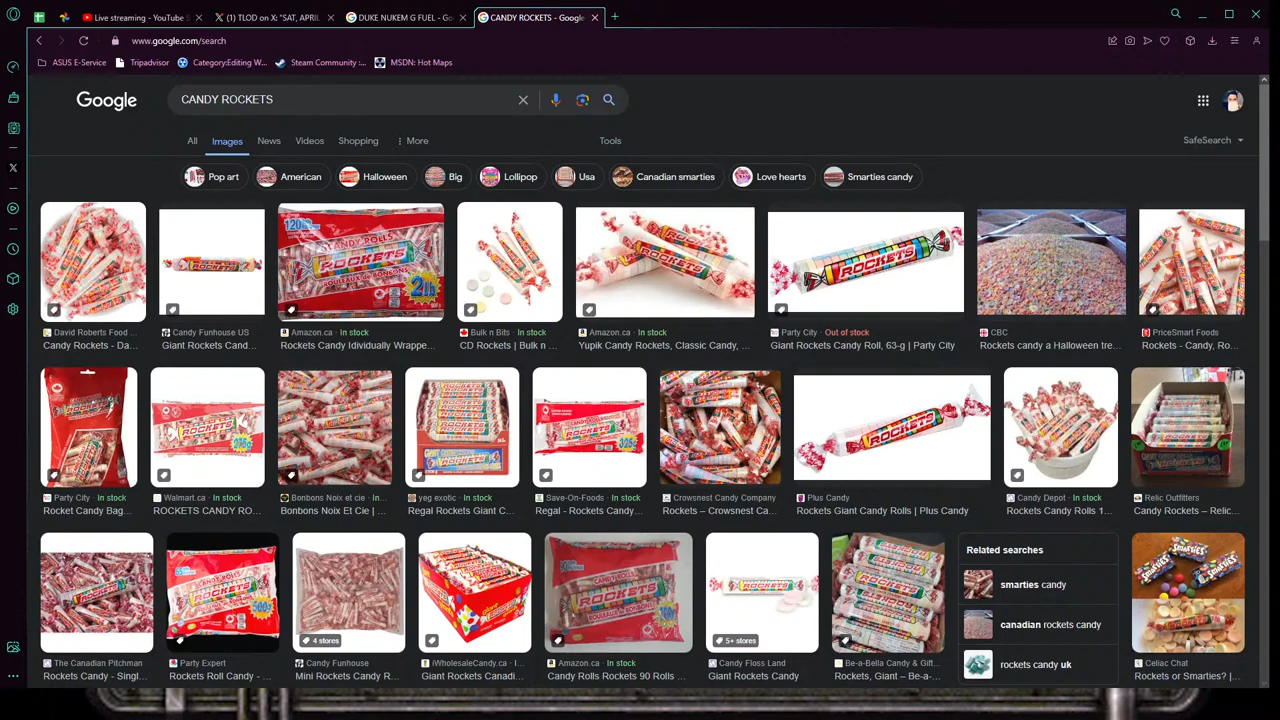 Live streaming - YouTube S
(1) TLOD on X: "SAT, APRIL
DUKE NUKEM G FUEL - Go
CANDY ROCKETS - Google
www.google.com/search
ASUS E-Service
Tripadvisor
Category:Editing W...
Steam Community :...
MSDN: Hot Maps
Google
CANDY ROCKETS
All
Images
News
Videos
Shopping
More
Tools
SafeSearch
Pop art
American
Halloween
Big
Lollipop
Usa
Canadian smarties
Love hearts
Smarties candy
David Roberts Food ...
Candy Rockets - Da...
Candy Funhouse US
Giant Rockets Cand...
Amazon.ca · In stock
Rockets Candy Idividually Wrappe...
Bulk n Bits · In stock
CD Rockets | Bulk n ...
Amazon.ca · In stock
Yupik Candy Rockets, Classic Candy, ...
Party City · Out of stock
Giant Rockets Candy Roll, 63-g | Party City
CBC
Rockets candy a Halloween tre...
PriceSmart Foods
Rockets - Candy, Ro...
Party City · In stock
Rocket Candy Bag...
Walmart.ca · In stock
ROCKETS CANDY RO...
Bonbons Noix et cie · In...
Bonbons Noix Et Cie | ...
yeg exotic · In stock
Regal Rockets Giant C...
Save-On-Foods · In stock
Regal - Rockets Candy...
Crowsnest Candy Company
Rockets – Crowsnest Ca...
Plus Candy
Rockets Giant Candy Rolls | Plus Candy
Candy Depot · In stock
Rockets Candy Rolls 1...
Relic Outfitters
Candy Rockets – Relic...
4 stores
5+ stores
Related searches
smarties candy
canadian rockets candy
rockets candy uk
The Canadian Pitchman
Rockets Candy - Singl...
Party Expert
Rockets Roll Candy - ...
Candy Funhouse
Mini Rockets Candy R...
iWholesaleCandy.ca · I...
Giant Rockets Canadi...
Amazon.ca · In stock
Candy Rolls Rockets 90 Rolls ...
Candy Floss Land
Giant Rockets Candy
Be-a-Bella Candy & Gift...
Rockets, Giant – Be-a-...
Celiac Chat
Rockets or Smarties? |...